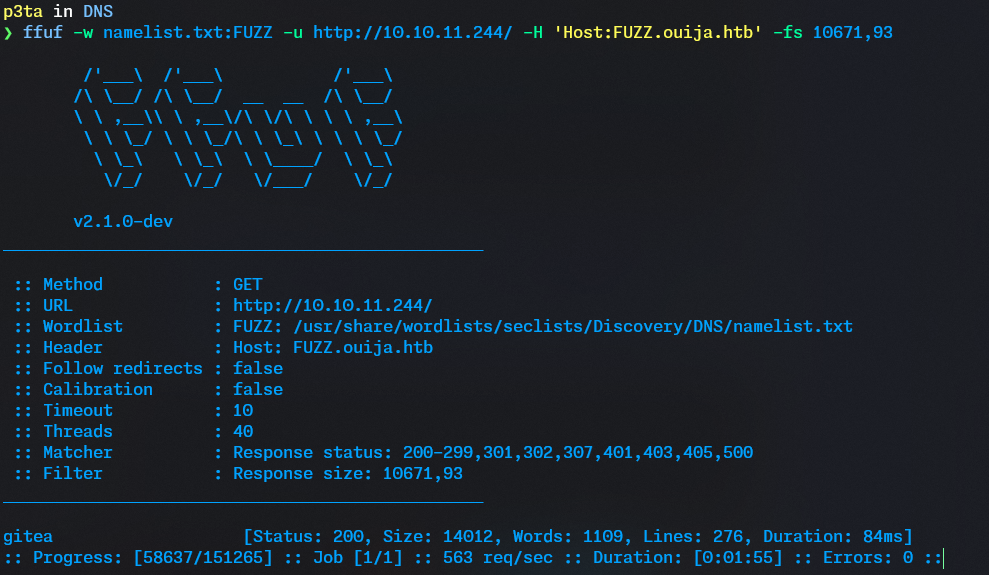 p3ta in DNS
❯ ffuf -w namelist.txt:FUZZ -u http://10.10.11.244/ -H 'Host:FUZZ.ouija.htb' -fs 10671,93
        /'___\  /'___\           /'___\
       /\ \__/ /\ \__/  __  __  /\ \__/
       \ \ ,__\\ \ ,__\/\ \/\ \ \ \ ,__\
        \ \ \_/ \ \ \_/\ \ \_\ \ \ \ \_/
         \ \_\   \ \_\  \ \____/  \ \_\
          \/_/    \/_/   \/___/    \/_/
       v2.1.0-dev
________________________________________________
 :: Method           : GET
 :: URL              : http://10.10.11.244/
 :: Wordlist         : FUZZ: /usr/share/wordlists/seclists/Discovery/DNS/namelist.txt
 :: Header           : Host: FUZZ.ouija.htb
 :: Follow redirects : false
 :: Calibration      : false
 :: Timeout          : 10
 :: Threads          : 40
 :: Matcher          : Response status: 200-299,301,302,307,401,403,405,500
 :: Filter           : Response size: 10671,93
________________________________________________
gitea                   [Status: 200, Size: 14012, Words: 1109, Lines: 276, Duration: 84ms]
:: Progress: [58637/151265] :: Job [1/1] :: 563 req/sec :: Duration: [0:01:55] :: Errors: 0 ::